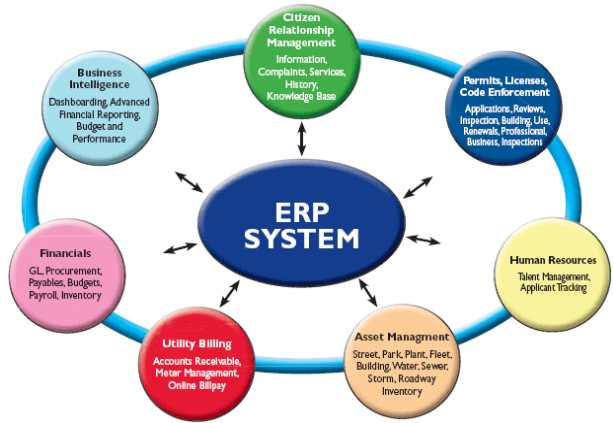 Citizen
Relationship
Management
Information,
Complaints, Services,
History,
Knowledge Base
Business
Intelligence
Dashboarding, Advanced
Financial Reporting,
Budget and
Performance
Permits, Licenses,
Code Enforcement
Applications, Reviews,
Inspection, Building, Use,
Renewals, Professional,
Business, Inspections
ERP
SYSTEM
Financials
GL, Procurement,
Payables, Budgets,
Payroll, Inventory
Human Resources
Talent Management,
Applicant Tracking
Utility Billing
Accounts Receivable,
Meter Management,
Online Billpay
Asset Managment
Street, Park, Plant, Fleet,
Building, Water, Sewer,
Storm, Roadway
Inventory